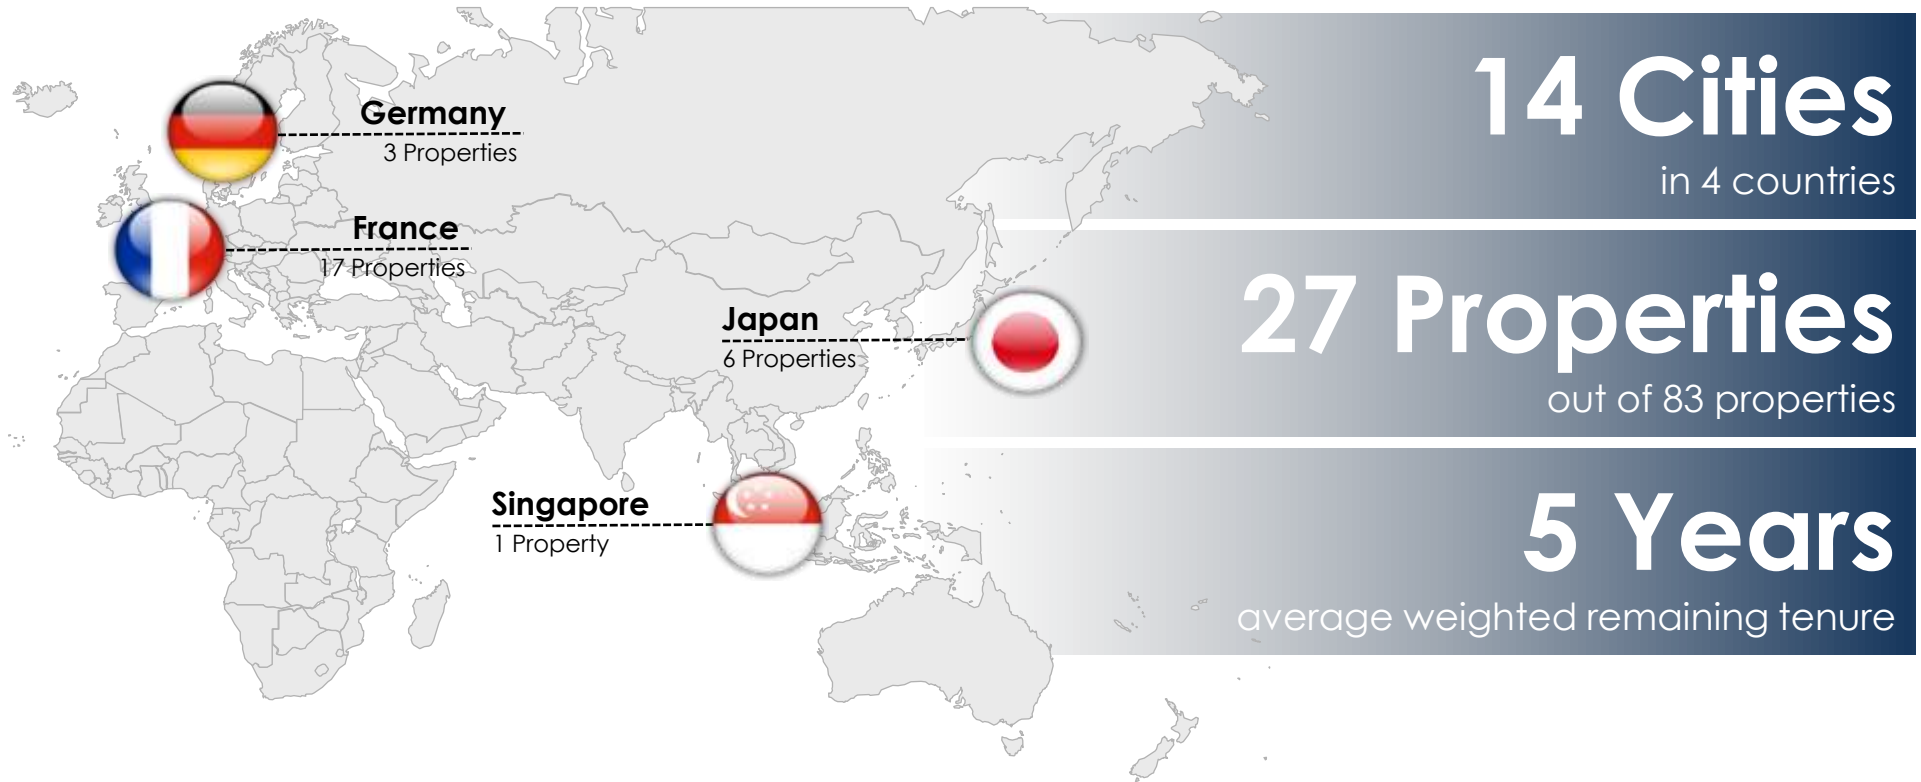 Germany
3 Properties
France
17 Properties
Japan
6 Properties
Singapore
1 Property
14 Cities
in 4 countries
27 Properties
out of 83 properties
5 Years
average weighted remaining tenure